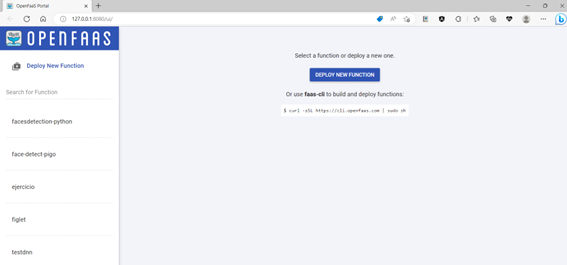 OpenFaaS Portal
127.0.0.1:8080/ui/
OPENFAAS
Deploy New Function
Search for Function
facesdetection-python
face-detect-pigo
ejercicio
figlet
testdnn
Select a function or deploy a new one.
DEPLOY NEW FUNCTION
Or use faas-cli to build and deploy functions:
$ curl -sSL https://cli.openfaas.com | sudo sh